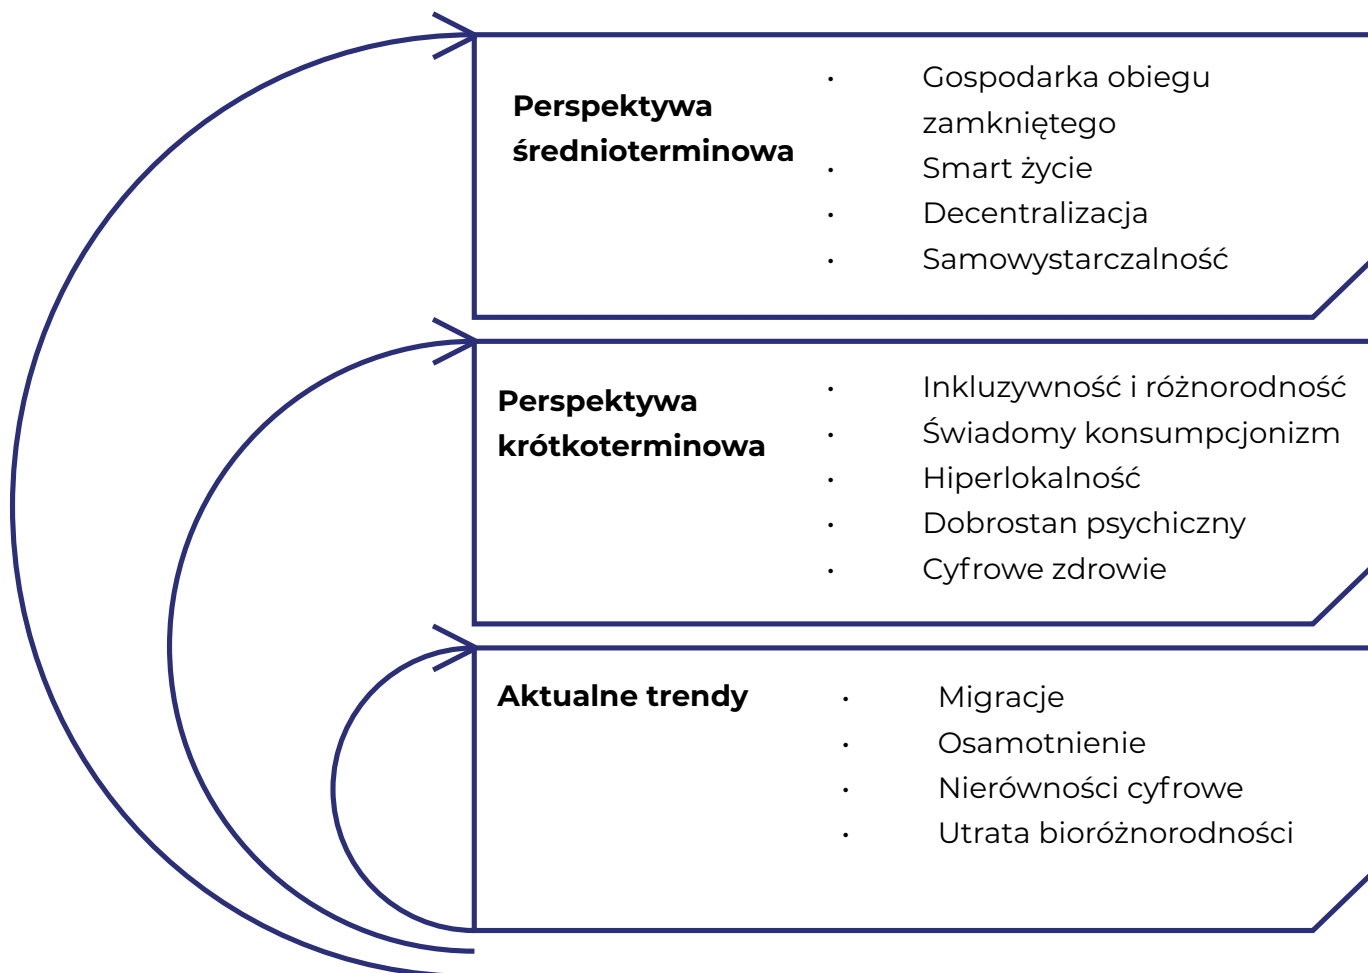 Perspektywa
średnioterminowa
· Gospodarka obiegu
zamkniętego
· Smart życie
· Decentralizacja
· Samowystarczalność
Perspektywa
krótkoterminowa
· Inkluzywność i różnorodność
· Świadomy konsumpcjonizm
· Hiperlokalność
· Dobrostan psychiczny
· Cyfrowe zdrowie
Aktualne trendy
· Migracje
· Osamotnienie
· Nierówności cyfrowe
· Utrata bioróżnorodności